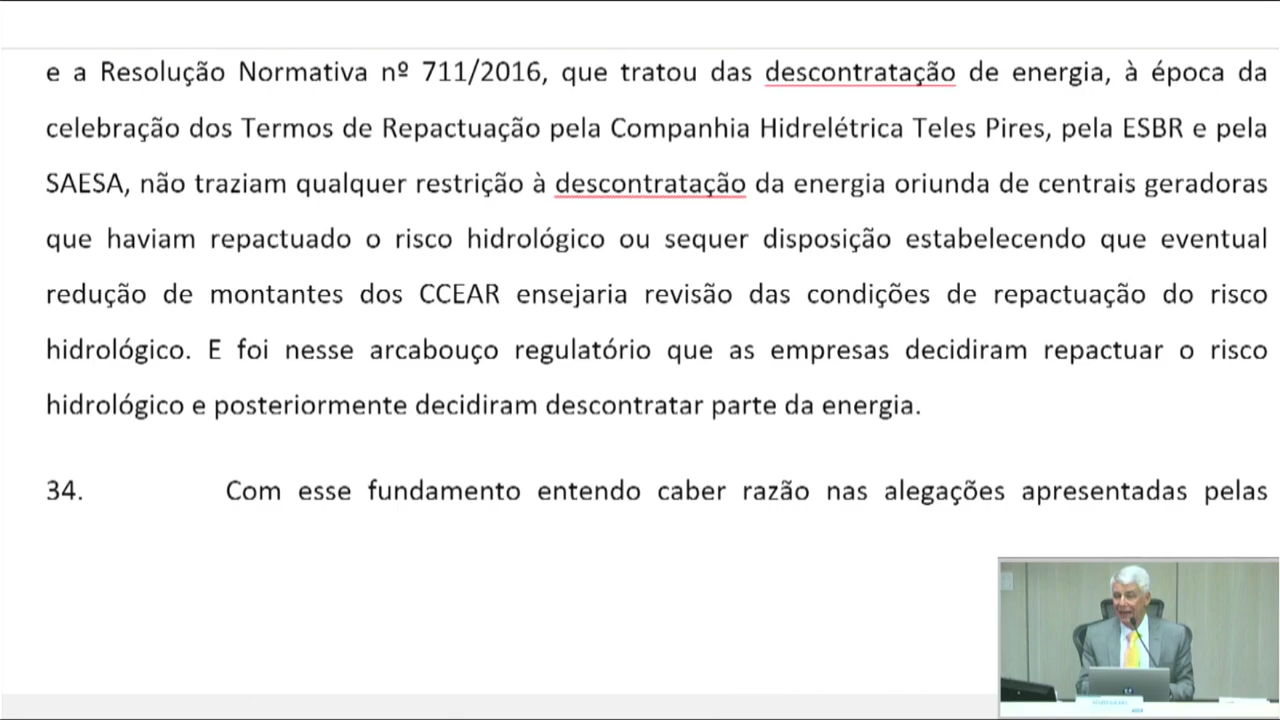 e a Resolução Normativa nº 711/2016, que tratou das descontratação de energia, à época da
celebração dos Termos de Repactuação pela Companhia Hidrelétrica Teles Pires, pela ESBR e pela
SAESA, não traziam qualquer restrição à descontratação da energia oriunda de centrais geradoras
que haviam repactuado o risco hidrológico ou sequer disposição estabelecendo que eventual
redução de montantes dos CCEAR ensejaria revisão das condições de repactuação do risco
hidrológico. E foi nesse arcabouço regulatório que as empresas decidiram repactuar o risco
hidrológico e posteriormente decidiram descontratar parte da energia.
34. Com esse fundamento entendo caber razão nas alegações apresentadas pelas